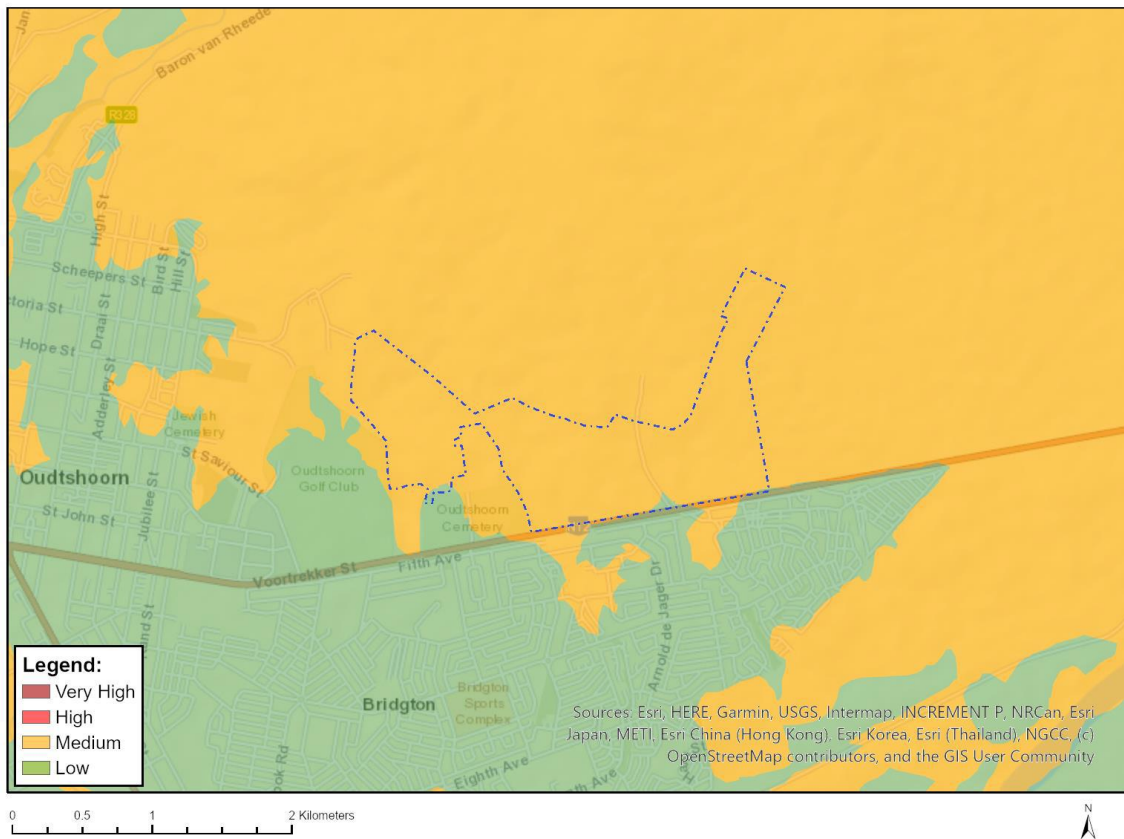 Jan
Baron van Rheede
R328
High St
Bird St
Hill St
Scheepers St
ctoria St
Draai St
Hope St
Adderley St
Jewish
Cemetery
St Saviour St
Oudtshoorn
Oudtshoorn
Golf Club
Oudtshoorn
Cemetery
St John St
Jubilee St
Voortrekker St
Fifth Ave
Arnold de Jager Dr
Legend:
Very High
High
Medium
Low
Bridgton
Bridgton
Sports
Complex
Eighth Ave
Sources: Esri, HERE, Garmin, USGS, Intermap, INCREMENT P, NRCan, Esri
Japan, METI, Esri China (Hong Kong), Esri Korea, Esri (Thailand), NGCC, (c)
OpenStreetMap contributors, and the GIS User Community
0 0.5 1 2 Kilometers
N